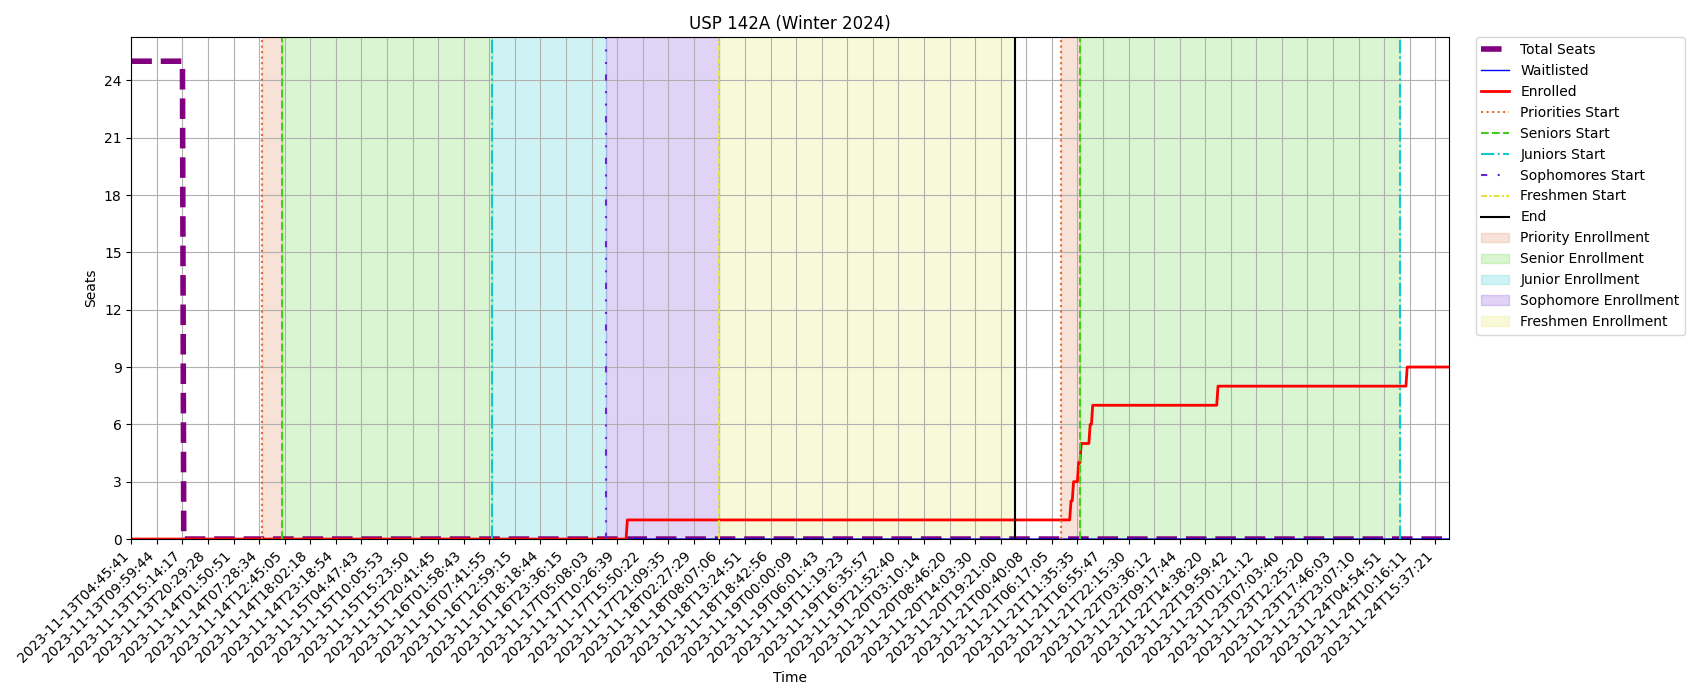 USP 142A (Winter 2024)
Seats
24
21
18
15
12
9
6
3
0
2023-11-13T04:45:41
2023-11-13T09:59:44
2023-11-13T15:14:17
2023-11-13T20:29:28
2023-11-14T01:50:51
2023-11-14T07:28:34
2023-11-14T12:45:05
2023-11-14T18:02:18
2023-11-14T23:18:54
2023-11-15T04:47:43
2023-11-15T10:05:53
2023-11-15T15:23:50
2023-11-15T20:41:45
2023-11-16T01:58:43
2023-11-16T07:41:55
2023-11-16T12:59:15
2023-11-16T18:18:44
2023-11-16T23:36:15
2023-11-17T05:08:03
2023-11-17T10:26:39
2023-11-17T15:50:22
2023-11-17T21:09:35
2023-11-18T02:27:29
2023-11-18T08:07:06
2023-11-18T13:24:51
2023-11-18T18:42:56
2023-11-19T00:00:09
2023-11-19T06:01:43
2023-11-19T11:19:23
2023-11-19T16:35:57
2023-11-19T21:52:40
2023-11-20T03:10:14
2023-11-20T08:46:20
2023-11-20T14:03:30
2023-11-20T19:21:00
2023-11-21T00:40:08
2023-11-21T06:17:05
2023-11-21T11:35:35
2023-11-21T16:55:47
2023-11-21T22:15:30
2023-11-22T03:36:12
2023-11-22T09:17:44
2023-11-22T14:38:20
2023-11-22T19:59:42
2023-11-23T01:21:12
2023-11-23T07:03:40
2023-11-23T12:25:20
2023-11-23T17:46:03
2023-11-23T23:07:10
2023-11-24T04:54:51
2023-11-24T10:16:11
2023-11-24T15:37:21
Time
Total Seats
Waitlisted
Enrolled
Priorities Start
Seniors Start
Juniors Start
Sophomores Start
Freshmen Start
End
Priority Enrollment
Senior Enrollment
Junior Enrollment
Sophomore Enrollment
Freshmen Enrollment